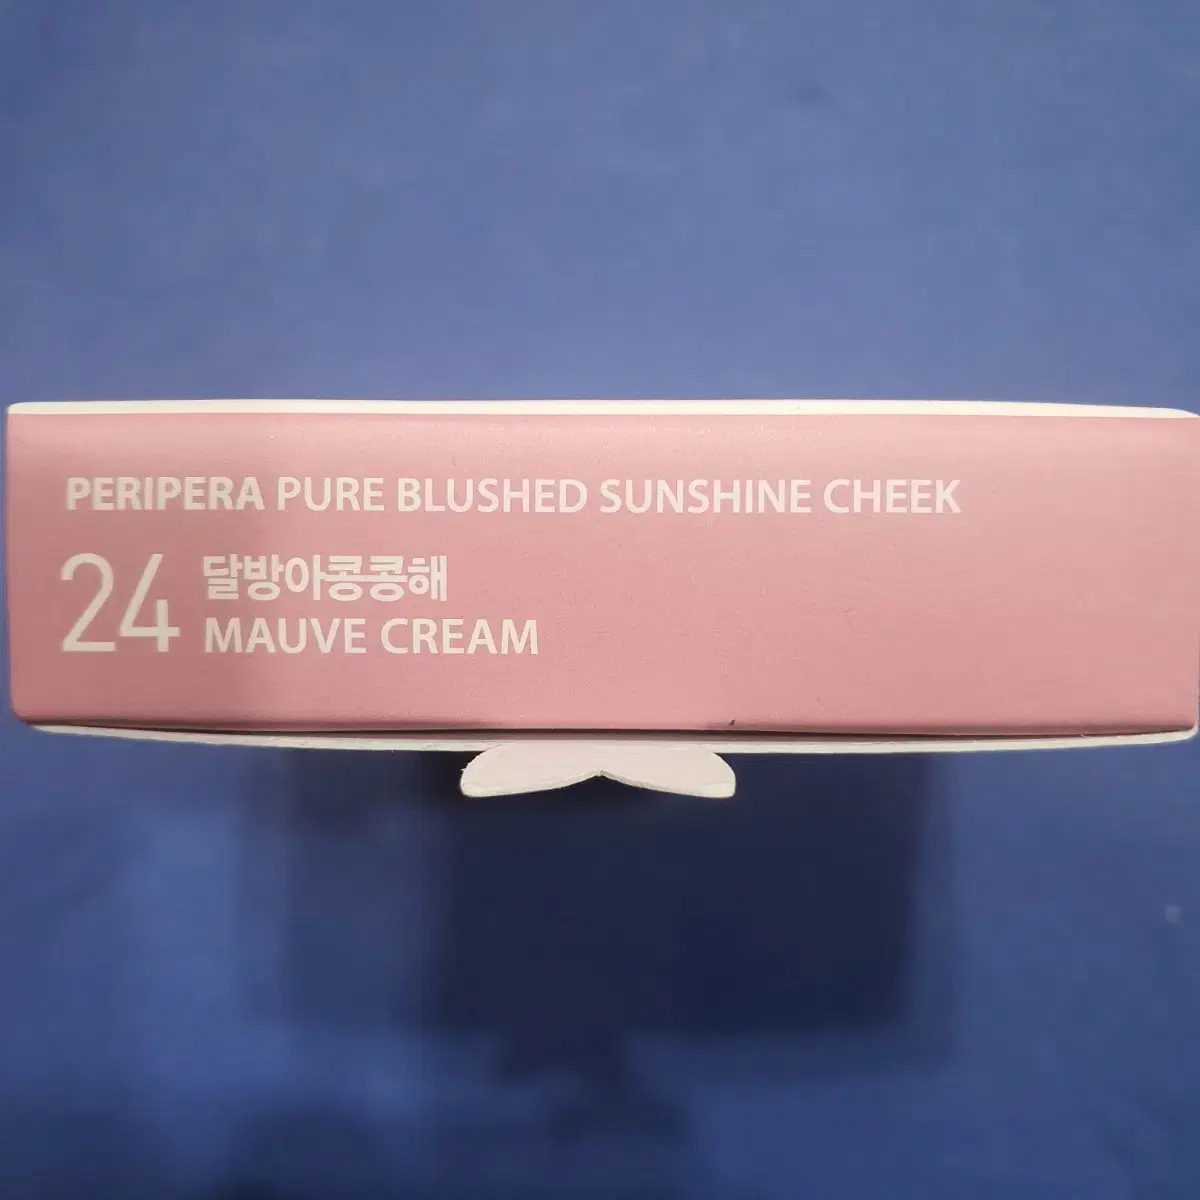 PERIPERA PURE BLUSHED SUNSHINE CHEEK
24 달방아콩콩해
MAUVE CREAM